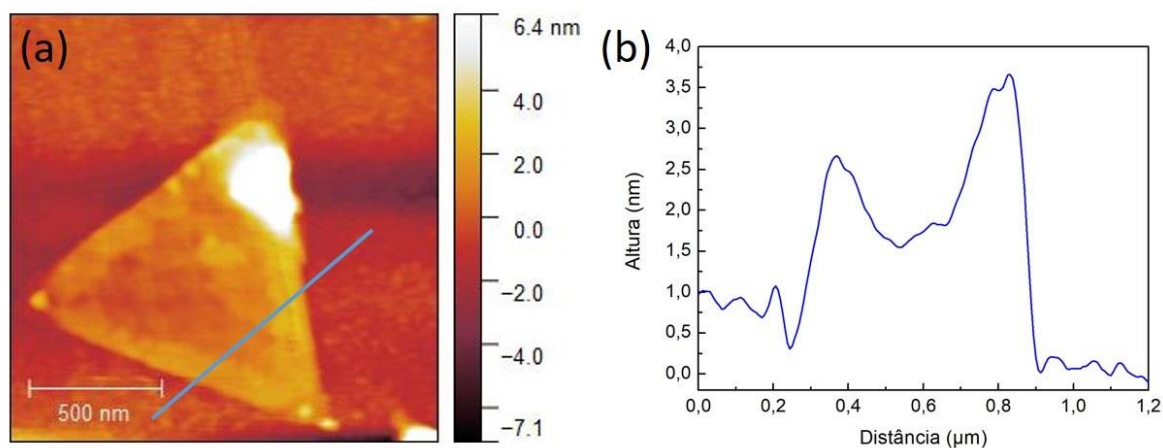 (a)
500 nm
6.4 nm
4.0
2.0
0.0
−2.0
−4.0
−7.1
(b)
4,0
3,5
3,0
2,5
2,0
1,5
1,0
0,5
0,0
Altura (nm)
0,0 0,2 0,4 0,6 0,8 1,0 1,2
Distância (µm)